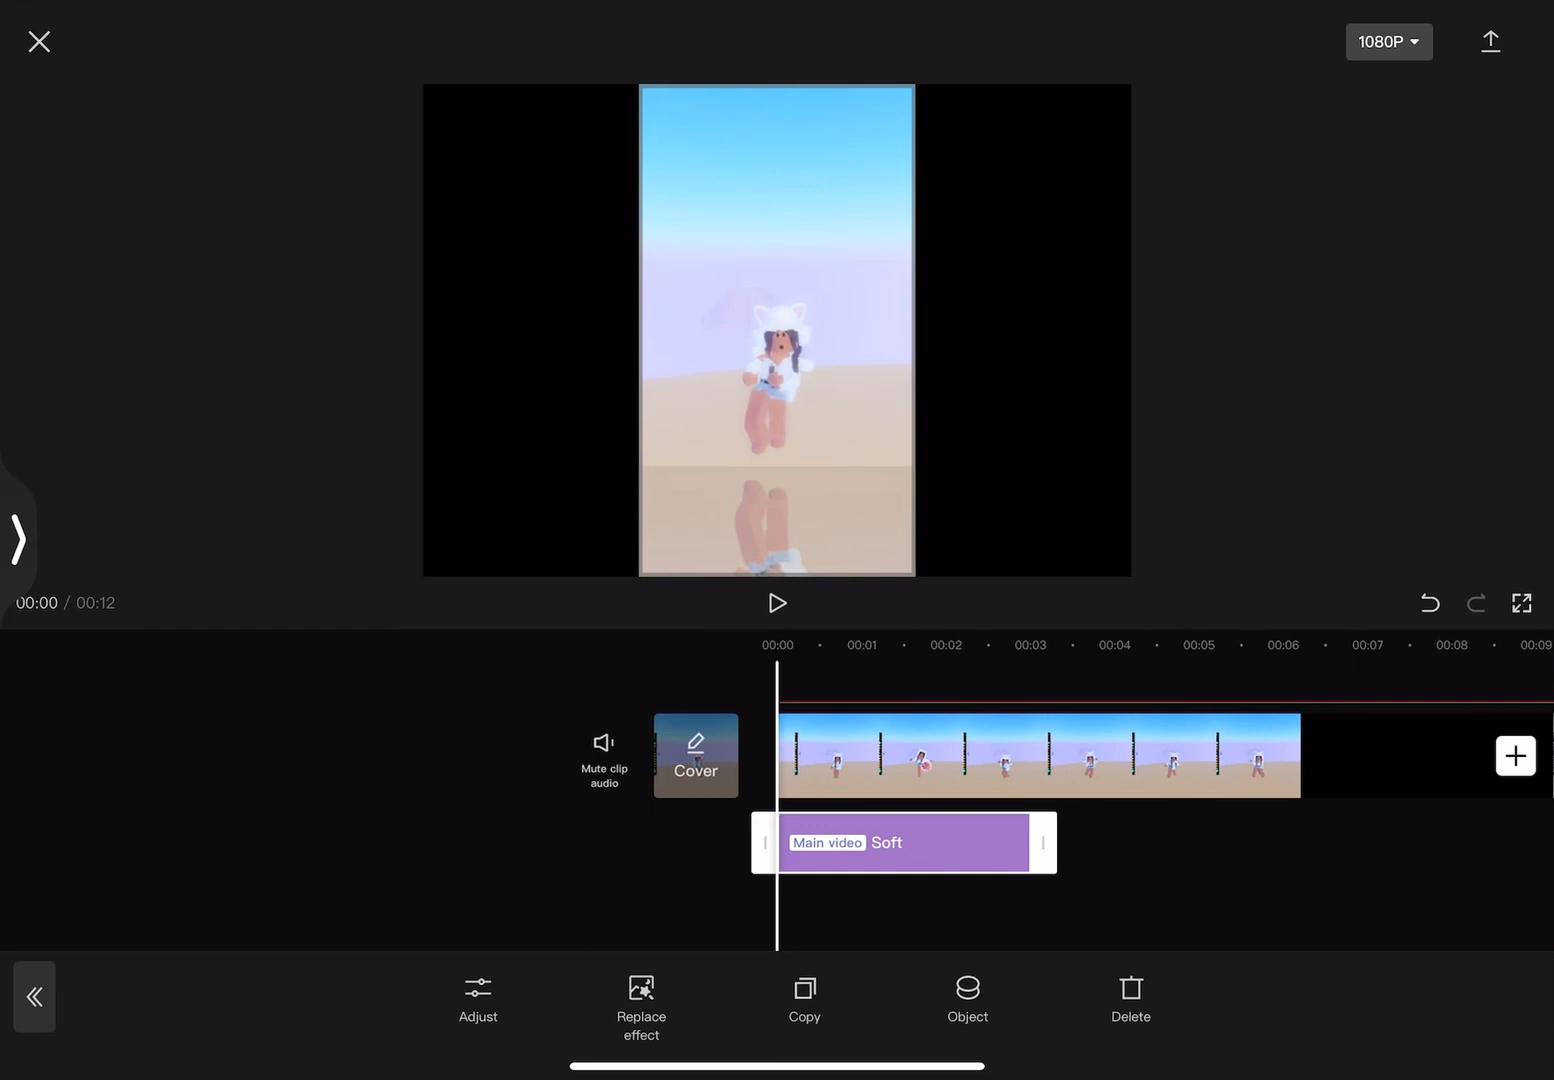 1080P
00:00 / 00:12
00:00 00:01 00:02 00:03 00:04 00:05 00:06 00:07 00:08 00:09
Mute clip
audio
Cover
Main video Soft
Adjust
Replace
effect
Copy
Object
Delete